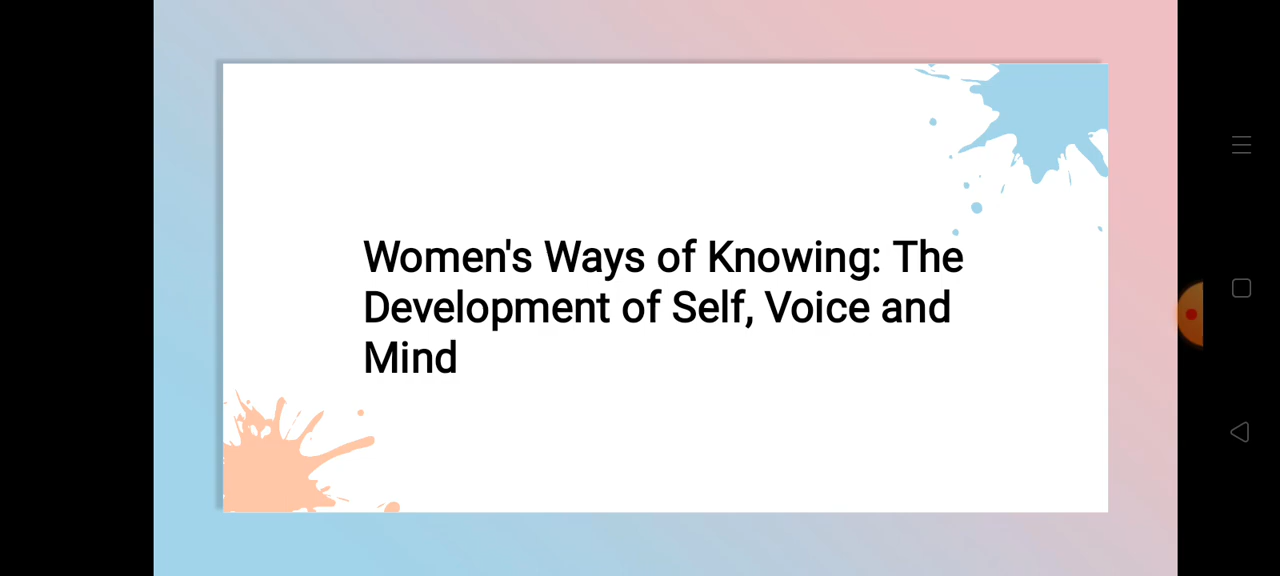 Women's Ways of Knowing: The
Development of Self, Voice and
Mind